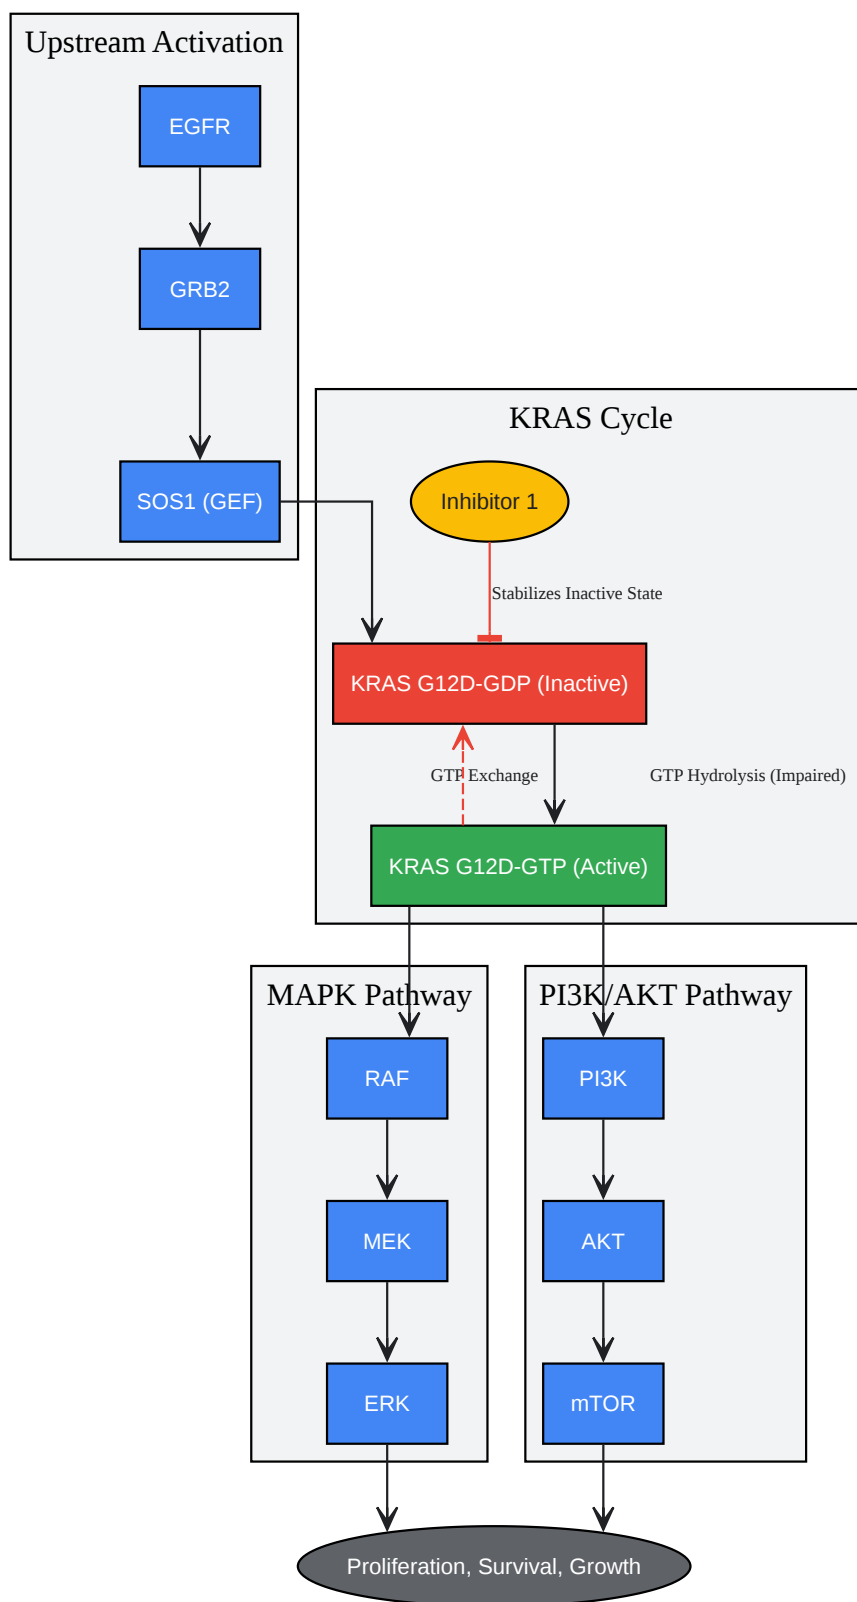 Upstream Activation
EGFR
GRB2
SOS1 (GEF)
KRAS Cycle
Inhibitor 1
Stabilizes Inactive State
KRAS G12D-GDP (Inactive)
GTP Exchange
GTP Hydrolysis (Impaired)
KRAS G12D-GTP (Active)
MAPK Pathway
RAF
MEK
ERK
PI3K/AKT Pathway
PI3K
AKT
mTOR
Proliferation, Survival, Growth